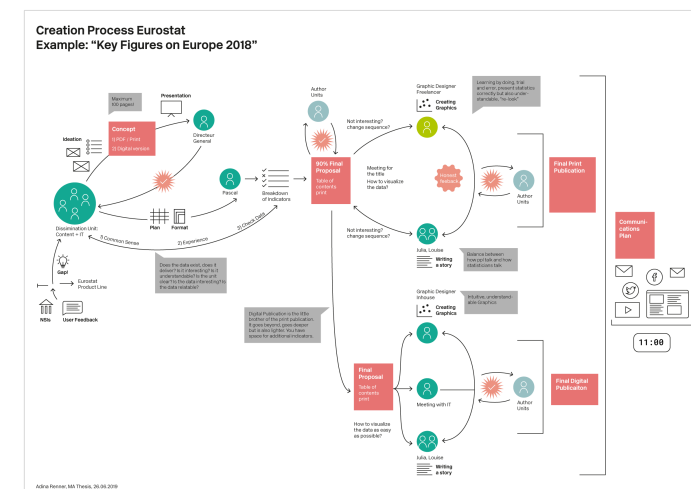 Creation Process Eurostat
Example: “Key Figures on Europe 2018”
Maximum
100 pages!
Presentation
Concept
1) PDF / Print
2) Digital version
Ideation
Directeur
General
Dissemination Unit:
Content + IT
Plan
Format
Pascal
Breakdown
of Indicators
1) Common Sense
2) Experience
3) Check Data
Does the data exist, does it
deliver? Is it interesting? Is it
understandable? Is the unit
clear? Is to the data interesting? Is
the data relatable?
Gap!
Eurostat
Product Line
NSIs
User Feedback
Author
Units
90% Final
Proposal
Table of
contents
print
Not interesting?
change sequence?
Meeting for
the title
How to visualize
the data?
Not interesting?
change sequence?
Graphic Designer
Freelancer
Creating
Graphics
Learning by doing, trial
and error, present statistics
correctly but also under-
standable,
Honest
feedback
Author
Units
Final Print
Publication
Iulia, Louise
Writing
a story
Balance between
how ppl talk and how
statisticians talk
Digital Publication is the little
brother of the print publication.
It goes beyond, goes deeper
but is also lighter. You have
space for additional indicators.
Graphic Designer
Inhouse
Creating
Graphics
Intuitive, understand-
able Graphics
Final
Proposal
Table of
contents
print
How to visualize
the data as easy
as possible?
Meeting with IT
Author
Units
Final Digital
Publicaiton
Iulia, Louise
Writing
a story
Communi-
cations
Plan
11:00
Adina Renner, MA Thesis, 26.06.2019